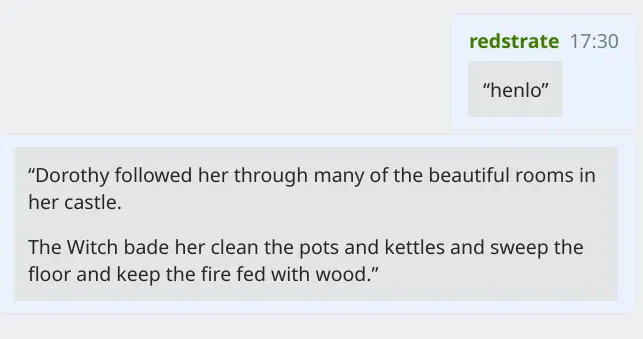 redstrate 17:30
“henlo”
“Dorothy followed her through many of the beautiful rooms in
her castle.
The Witch bade her clean the pots and kettles and sweep the
floor and keep the fire fed with wood.”